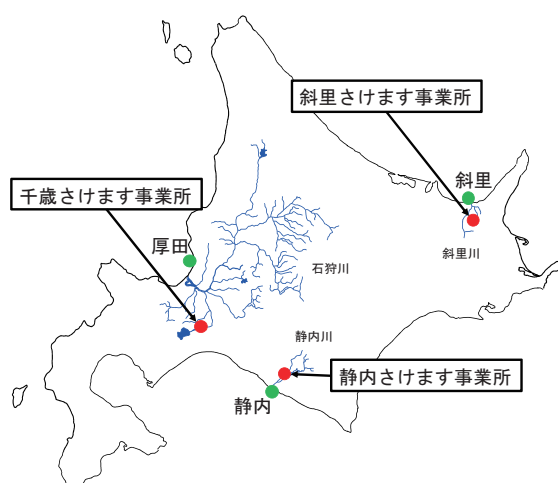 斜里さけます事業所
千歳さけます事業所
斜里
厚田
斜里川
石狩川
静内川
静内さけます事業所
静内